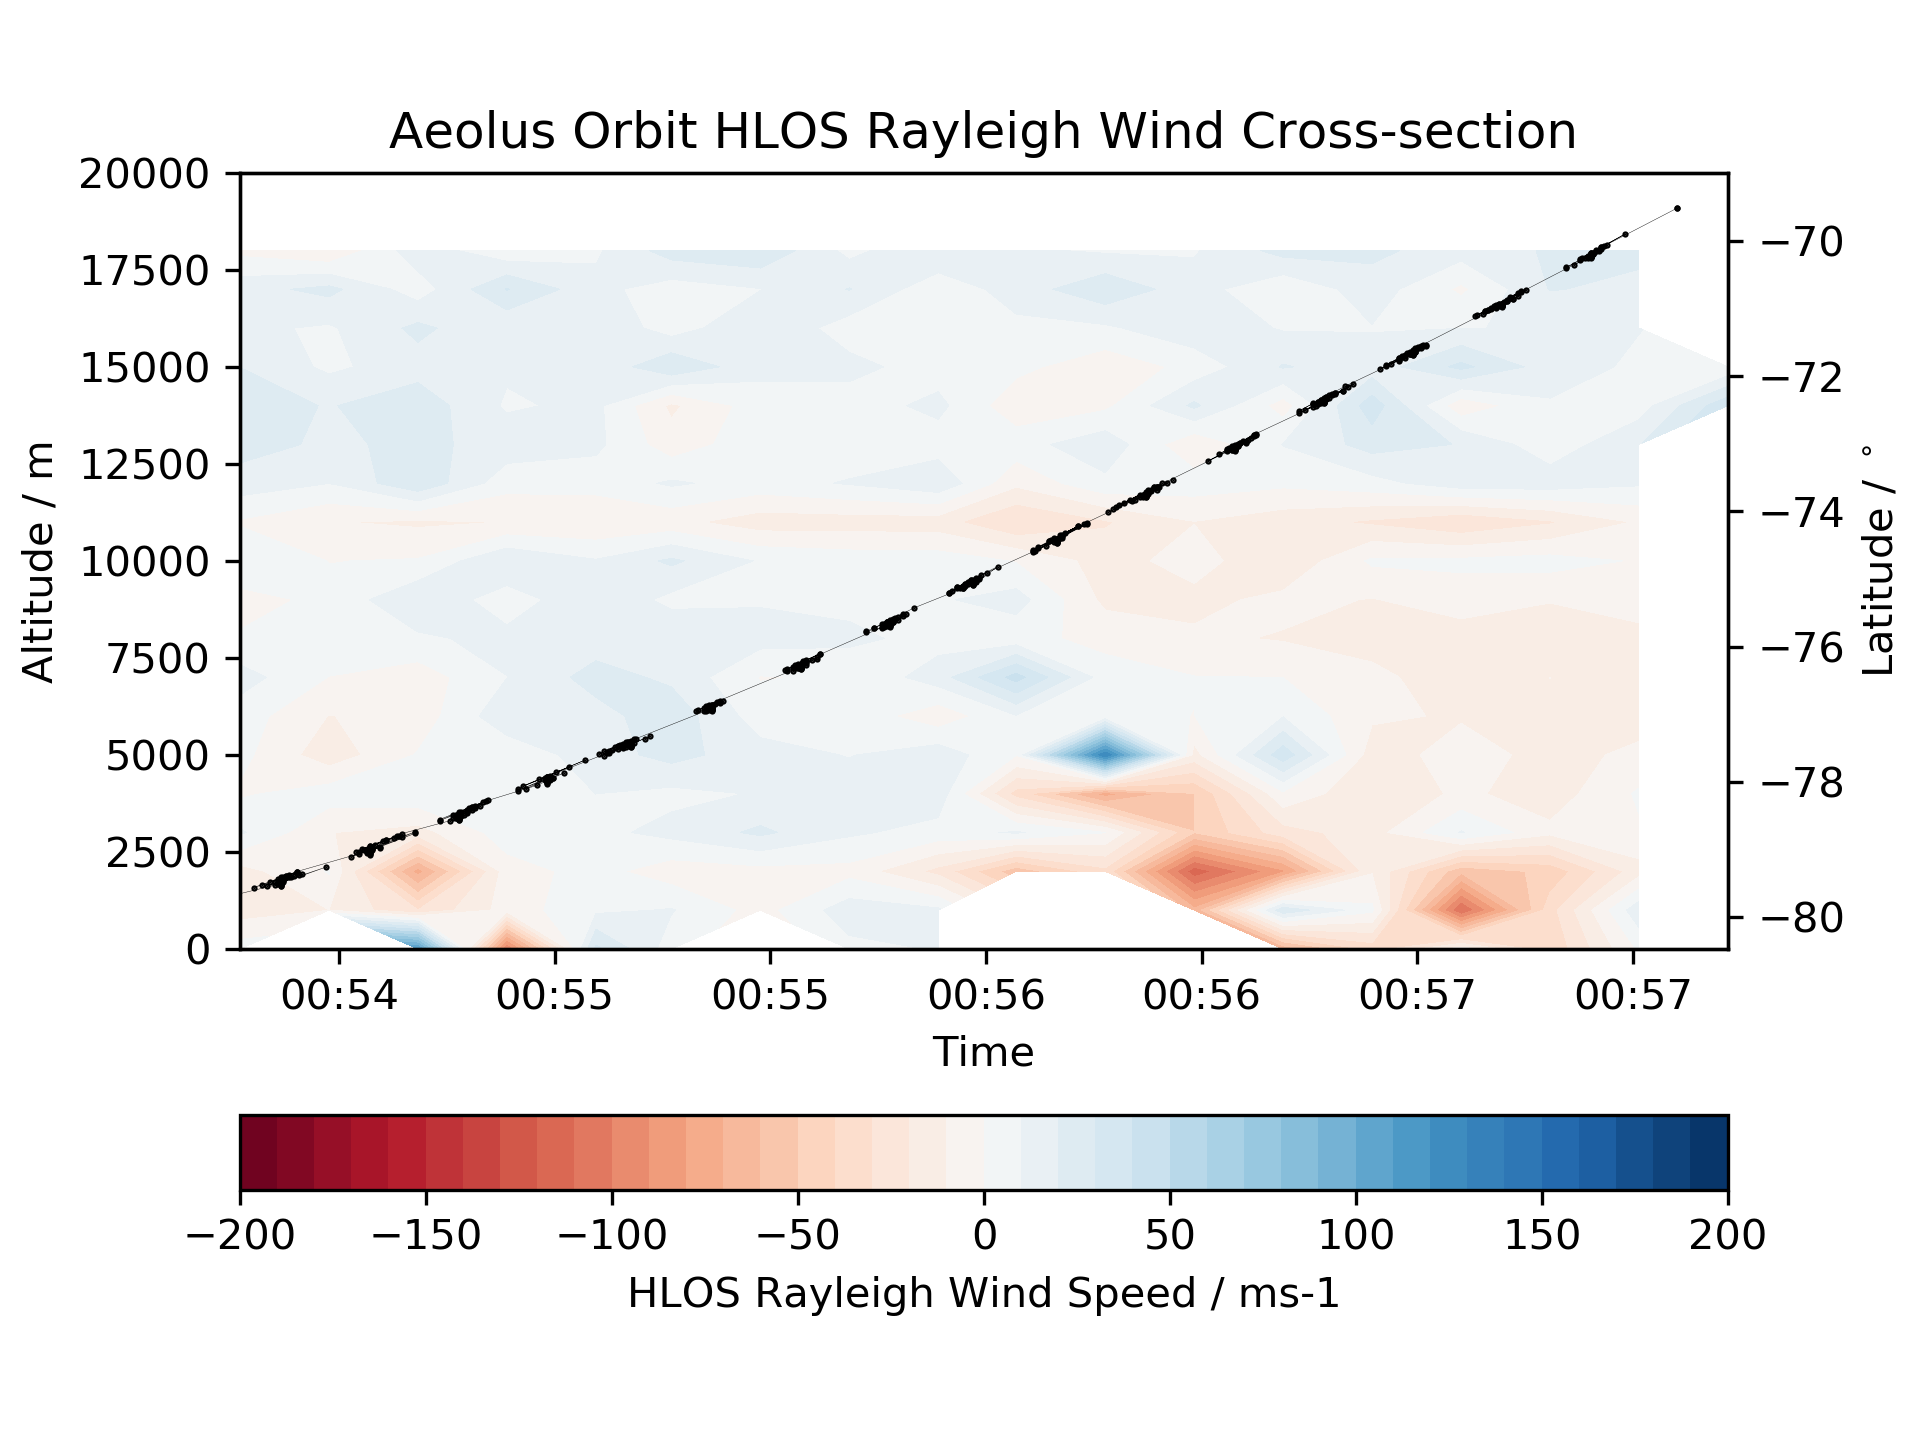 Aeolus Orbit HLOS Rayleigh Wind Cross-section
20000
17500
15000
12500
10000
7500
5000
2500
0
Altitude / m
−70
−72
−74
−76
−78
−80
Latitude / °
00:54 00:55 00:55 00:56 00:56 00:57 00:57
Time
−200 −150 −100 −50 0 50 100 150 200
HLOS Rayleigh Wind Speed / ms-1